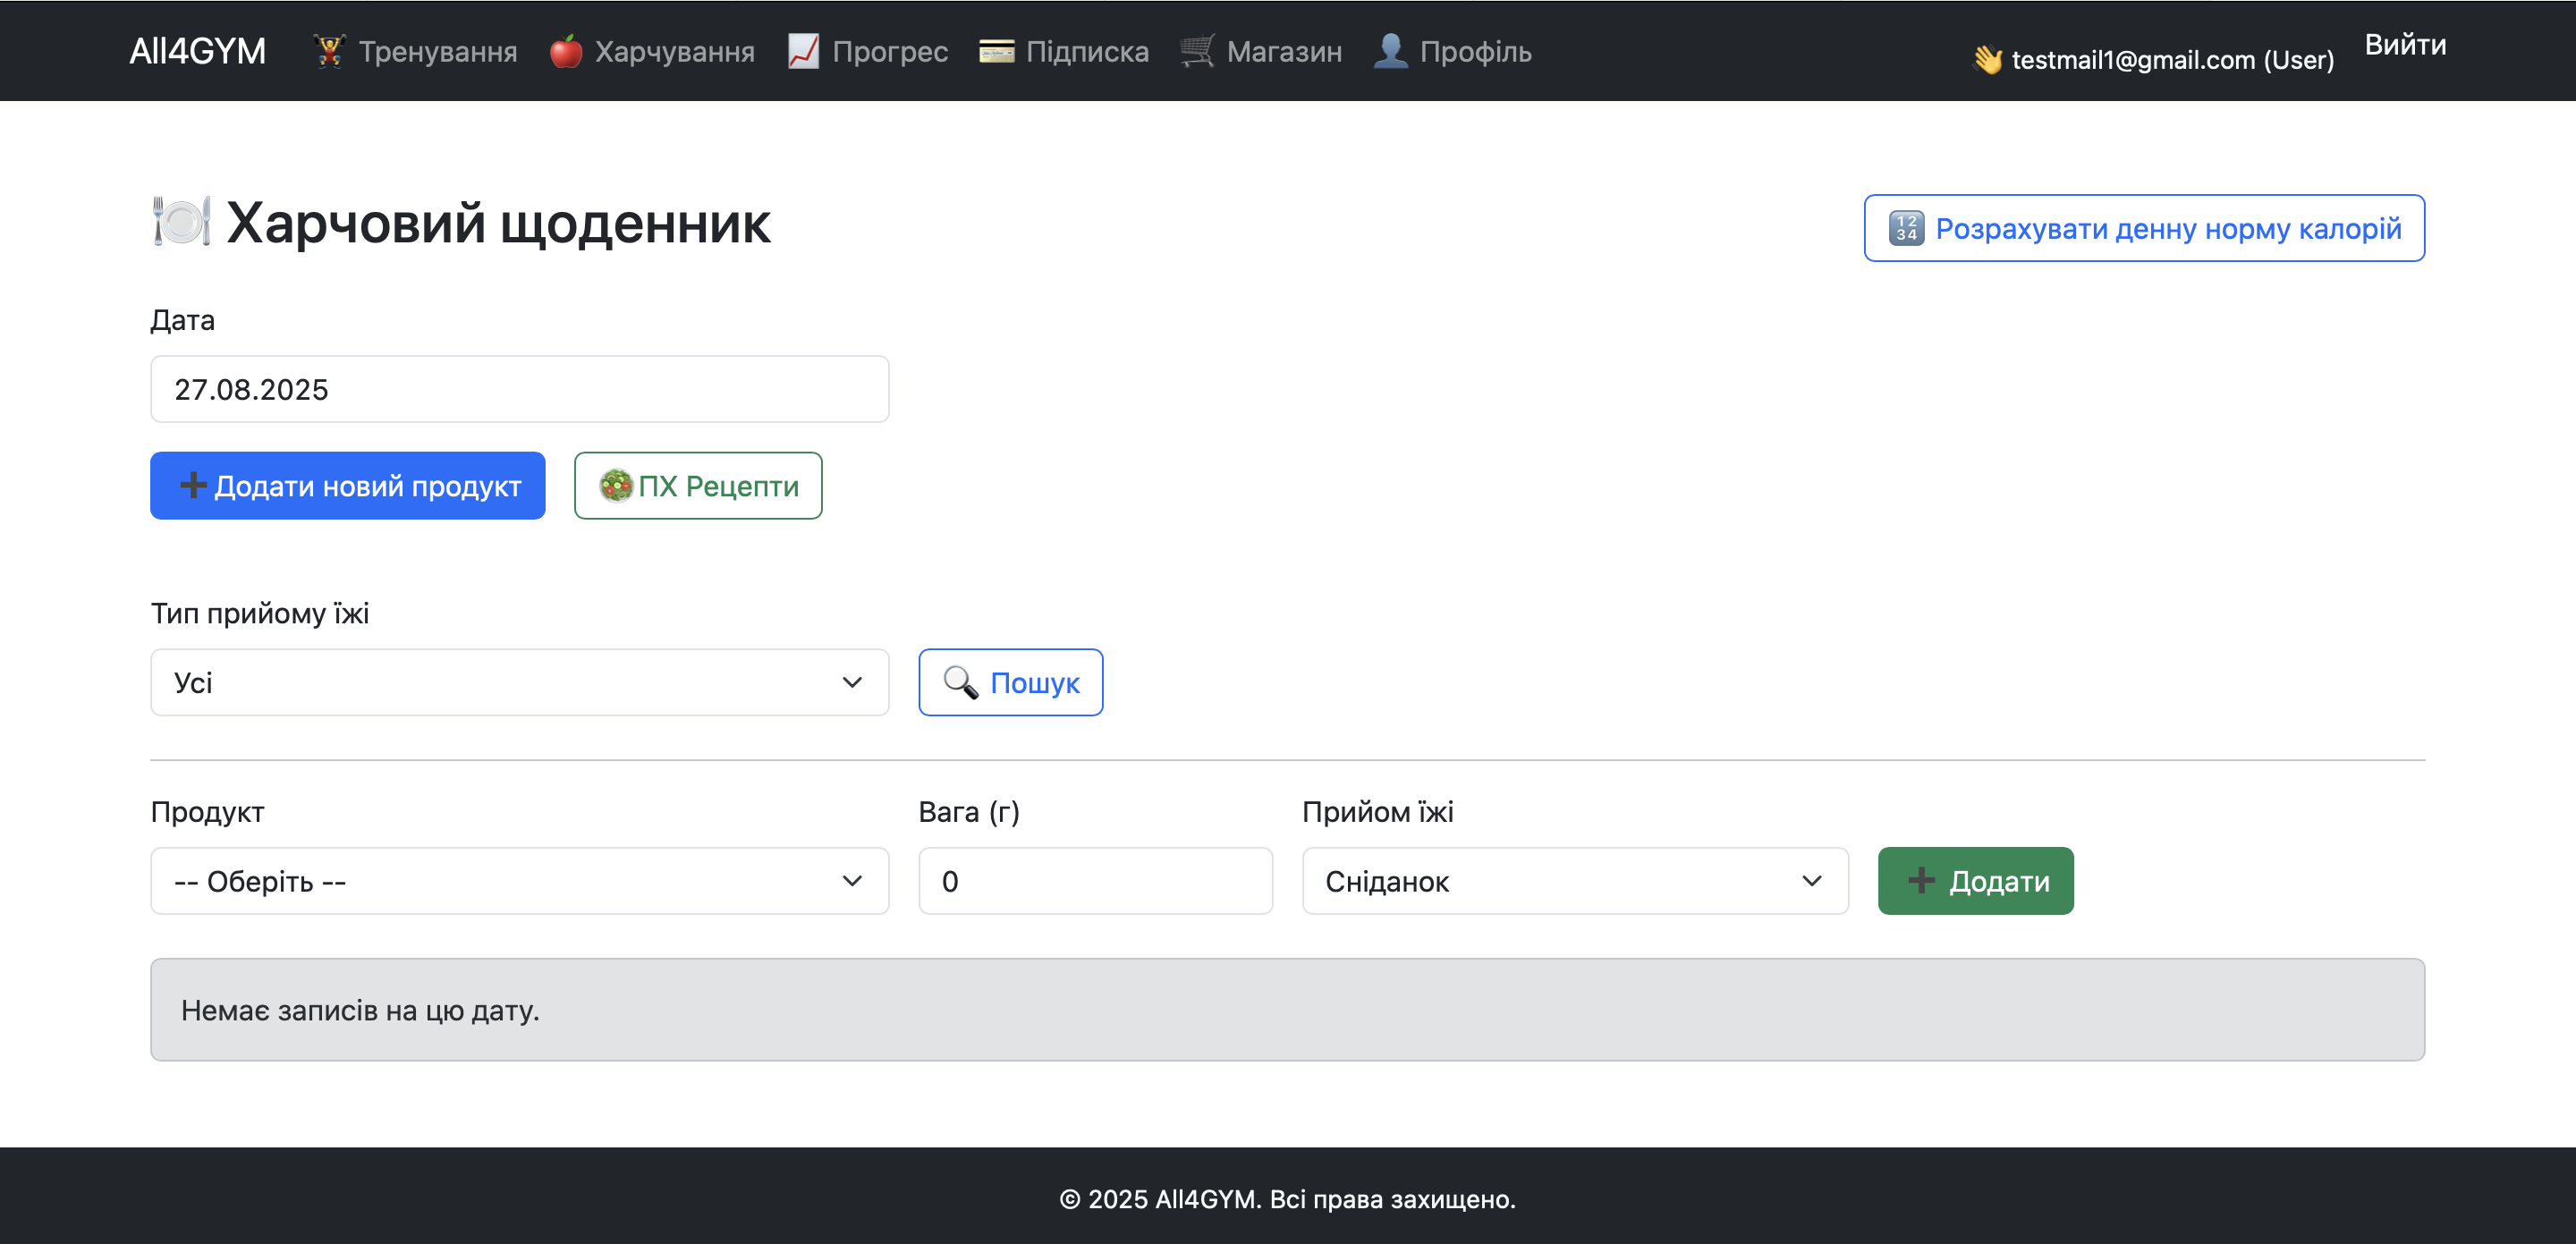 All4GYM 🏋️ Тренування 🍎 Харчування 📈 Прогрес 💳 Підписка 🛒 Магазин 👤 Профіль 👋 testmail1@gmail.com (User) Вийти
🍽️ Харчовий щоденник
🔢 Розрахувати денну норму калорій
Дата
27.08.2025
➕ Додати новий продукт 🥗 ПХ Рецепти
Тип прийому їжі
Усі 🔍 Пошук
Продукт Вага (г) Прийом їжі
-- Оберіть -- 0 Сніданок ➕ Додати
Немає записів на цю дату.
© 2025 All4GYM. Всі права захищено.